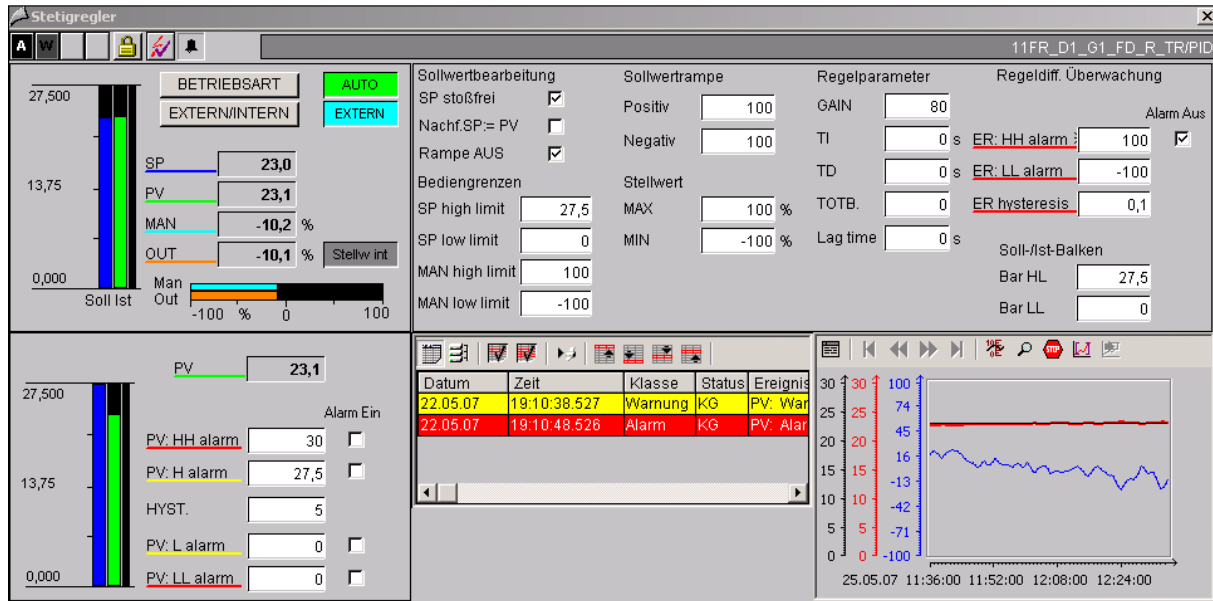 Stetigregler
A W
11FR_D1_G1_FD_R_TR/PID
27,500
13,75
0,000
Soll Ist
BETRIEBSART AUTO
EXTERN/INTERN EXTERN
SP 23,0
PV 23,1
MAN -10,2 %
OUT -10,1 % Stellw int
Man
Out
-100 % 0 100
Sollwertbearbeitung
SP stoßfrei
Nachf.SP:= PV
Rampe AUS
Bediengrenzen
SP high limit 27,5
SP low limit 0
MAN high limit 100
MAN low limit -100
Sollwertrampe
Positiv 100
Negativ 100
Stellwert
MAX 100 %
MIN -100 %
Regelparameter
GAIN 80
TI 0 s
TD 0 s
TOTB. 0
Lag time 0 s
Regeldiff. Überwachung
Alarm Aus
ER: HH alarm 100
ER: LL alarm -100
ER hysteresis 0,1
Soll-/Ist-Balken
Bar HL 27,5
Bar LL 0
PV 23,1
27,500
13,75
0,000
Alarm Ein
PV: HH alarm 30
PV: H alarm 27,5
HYST. 5
PV: L alarm 0
PV: LL alarm 0
Datum Zeit Klasse Status Ereignis
22.05.07 19:10:38.527 Warnung KG PV: War
22.05.07 19:10:48.526 Alarm KG PV: Alar
STOP
30 30 100
25 25 74
20 20 45
15 15 16
10 10 -13
5 5 -42
0 0 -71
-100
25.05.07 11:36:00 11:52:00 12:08:00 12:24:00